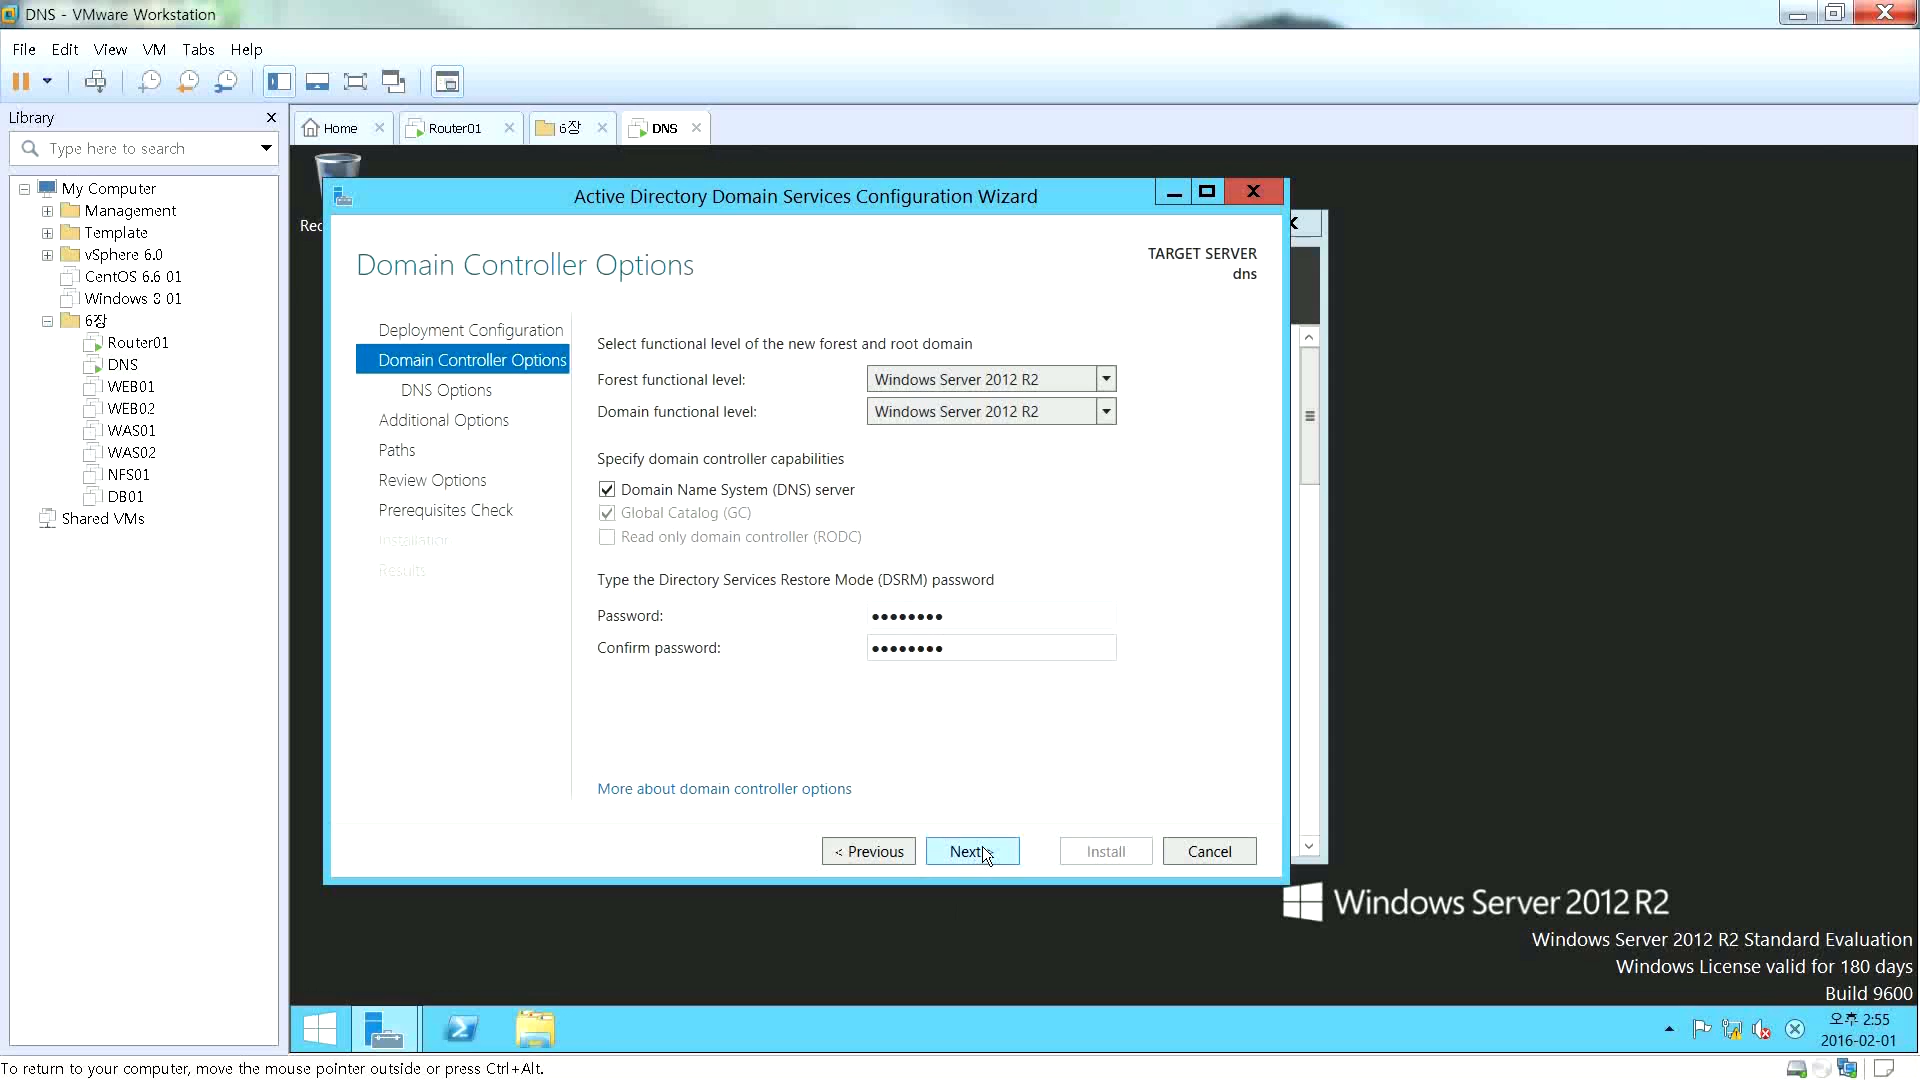 DNS - VMware Workstation
File Edit View VM Tabs Help
Library
Type here to search
My Computer
Management
Template
vSphere 6.0
CentOS 6.6 01
Windows 8 01
6장
Router01
DNS
WEB01
WEB02
WAS01
WAS02
NFS01
DB01
Shared VMs
Home
Router01
6장
DNS
Rec
Active Directory Domain Services Configuration Wizard
Domain Controller Options
TARGET SERVER
dns
Deployment Configuration
Domain Controller Options
DNS Options
Additional Options
Paths
Review Options
Prerequisites Check
Installation
Results
Select functional level of the new forest and root domain
Forest functional level: Windows Server 2012 R2
Domain functional level: Windows Server 2012 R2
Specify domain controller capabilities
Domain Name System (DNS) server
Global Catalog (GC)
Read only domain controller (RODC)
Type the Directory Services Restore Mode (DSRM) password
Password: ●●●●●●●●
Confirm password: ●●●●●●●●
More about domain controller options
< Previous Next > Install Cancel
Windows Server 2012 R2
Windows Server 2012 R2 Standard Evaluation
Windows License valid for 180 days
Build 9600
오후 2:55
2016-02-01
To return to your computer, move the mouse pointer outside or press Ctrl+Alt.